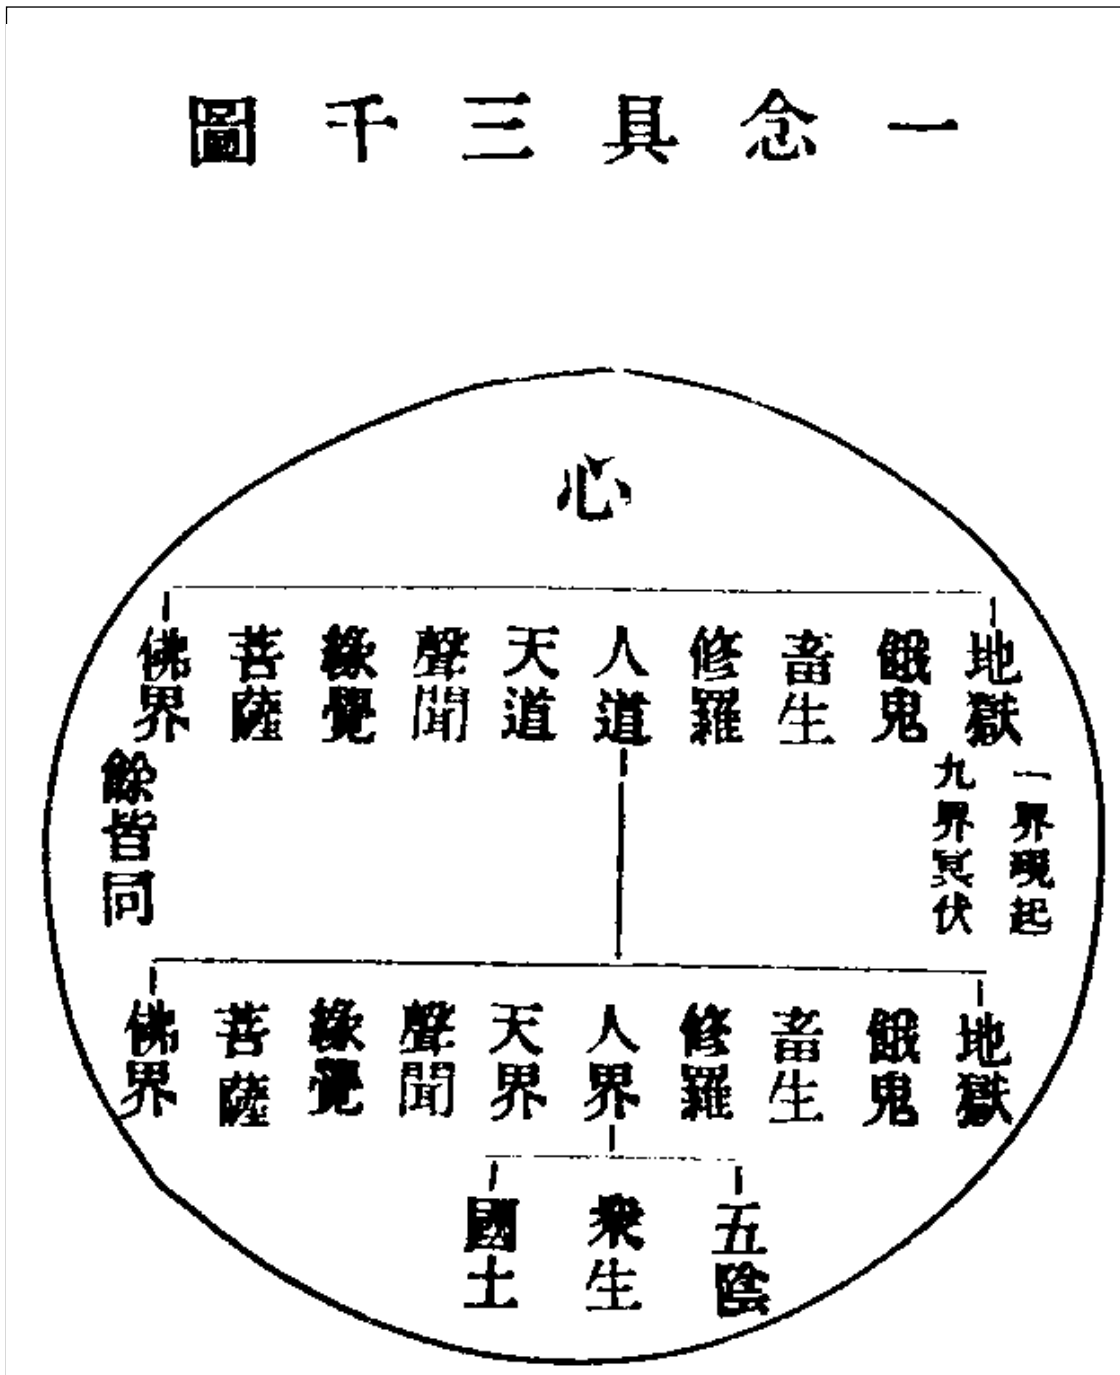 一念具三千圖
心
地獄
餓鬼
畜生
修羅
人道
天道
聲聞
緣覺
菩薩
佛界
一界現起
九界冥伏
餘皆同
地獄
餓鬼
畜生
修羅
人界
天界
聲聞
緣覺
菩薩
佛界
五陰
衆生
國土